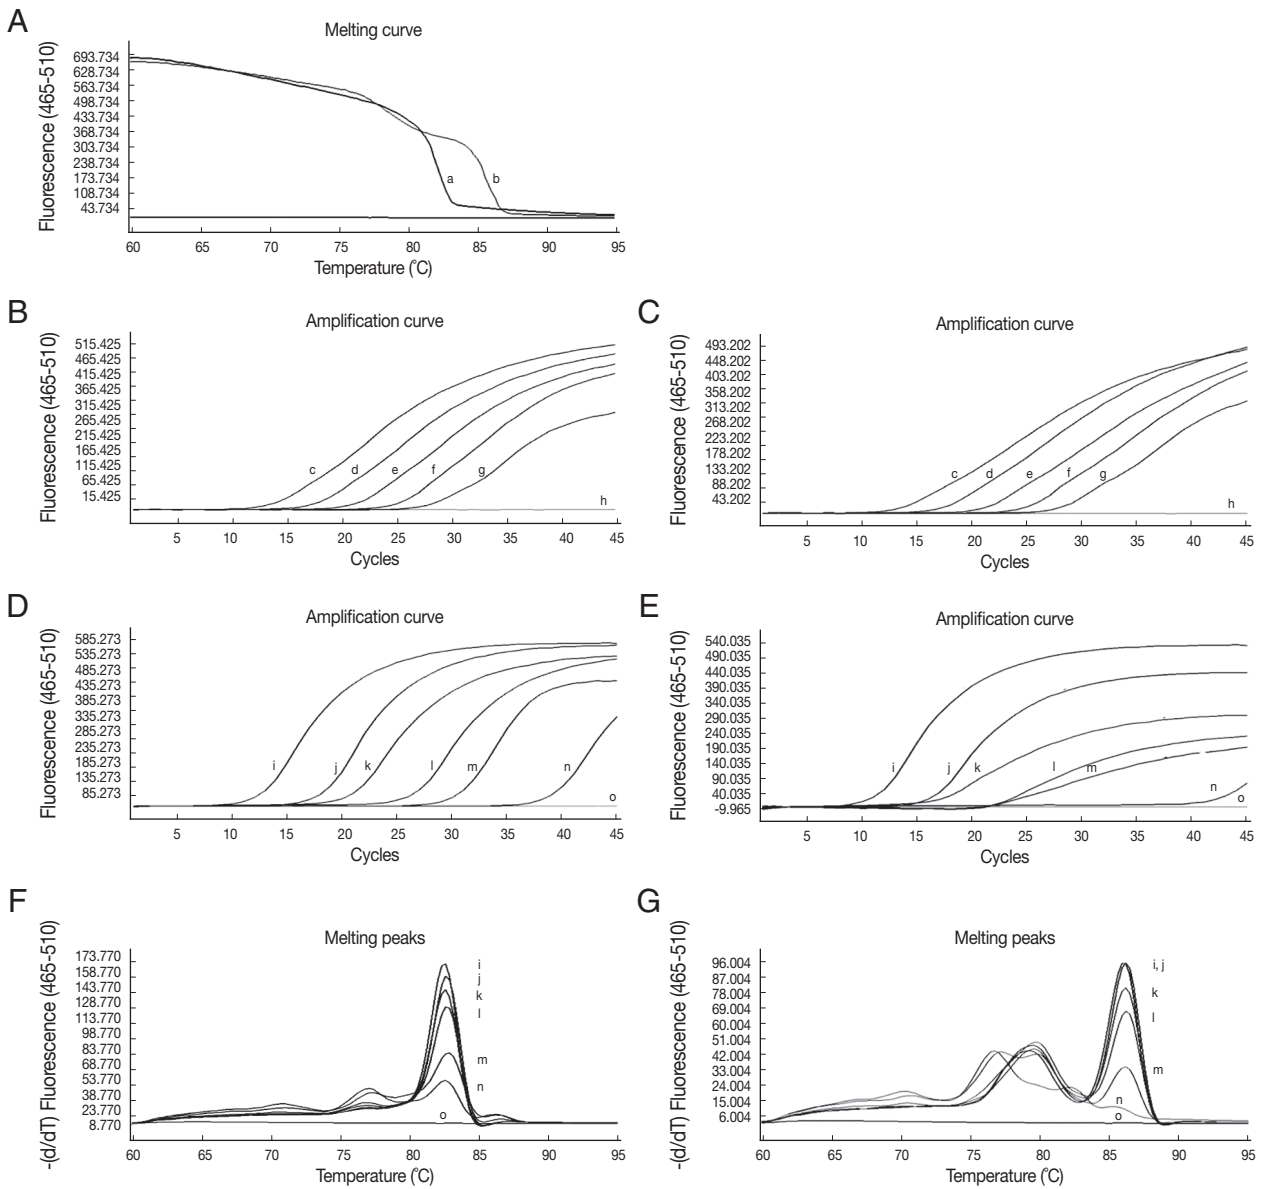 A
Melting curve
Fluorescence (465-510)
693.734
628.734
563.734
498.734
433.734
368.734
303.734
238.734
173.734
108.734
43.734
a
b
60 65 70 75 80 85 90 95
Temperature (°C)
B
Amplification curve
Fluorescence (465-510)
515.425
465.425
415.425
365.425
315.425
265.425
215.425
165.425
115.425
65.425
15.425
c d e f g
h
5 10 15 20 25 30 35 40 45
Cycles
C
Amplification curve
Fluorescence (465-510)
493.202
448.202
403.202
358.202
313.202
268.202
223.202
178.202
133.202
88.202
43.202
c d e f g
h
5 10 15 20 25 30 35 40 45
Cycles
D
Amplification curve
Fluorescence (465-510)
585.273
535.273
485.273
435.273
385.273
335.273
285.273
235.273
185.273
135.273
85.273
i j k l m n
o
5 10 15 20 25 30 35 40 45
Cycles
E
Amplification curve
Fluorescence (465-510)
540.035
490.035
440.035
390.035
340.035
290.035
240.035
190.035
140.035
90.035
40.035
-9.965
i j k l m
n
o
5 10 15 20 25 30 35 40 45
Cycles
F
Melting peaks
-(d/dT) Fluorescence (465-510)
173.770
158.770
143.770
128.770
113.770
98.770
83.770
68.770
53.770
38.770
23.770
8.770
i
j
k
l
m
n
o
60 65 70 75 80 85 90 95
Temperature (°C)
G
Melting peaks
-(d/dT) Fluorescence (465-510)
96.004
87.004
78.004
69.004
60.004
51.004
42.004
33.004
24.004
15.004
6.004
i, j
k
l
m
n
o
60 65 70 75 80 85 90 95
Temperature (°C)